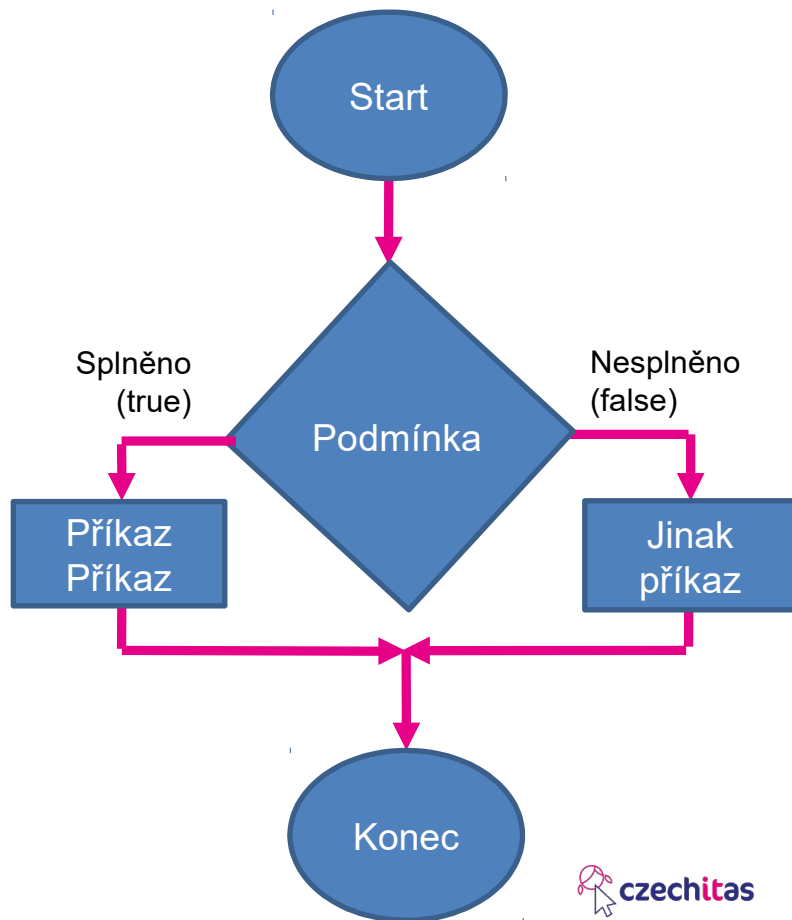 Start
Splněno
(true)
Nesplněno
(false)
Podmínka
Příkaz
Příkaz
Jinak
příkaz
Konec
czechitas